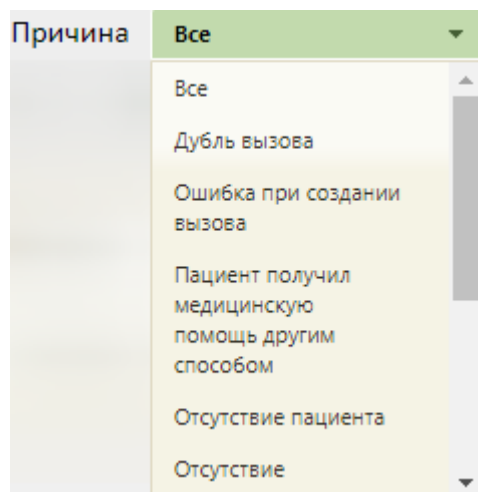 Причина Все
Все
Дубль вызова
Ошибка при создании
вызова
Пациент получил
медицинскую
помощь другим
способом
Отсутствие пациента
Отсутствие